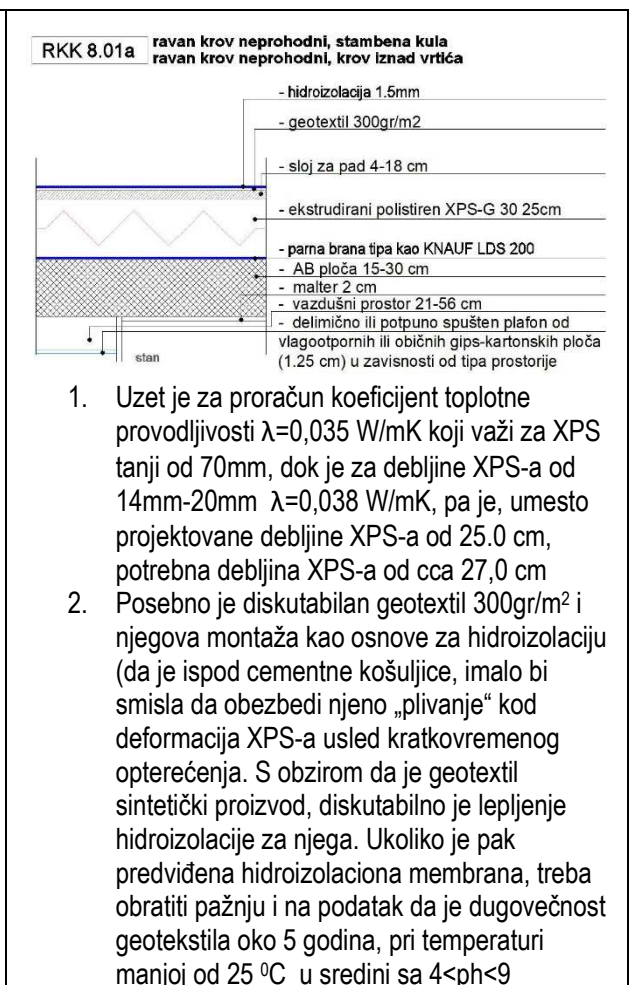 RKK 8.01a
ravan krov neprohodni, stambena kula
ravan krov neprohodni, krov iznad vrtića
- hidroizolacija 1.5mm
- geotextil 300gr/m2
- sloj za pad 4-18 cm
- ekstrudirani polistiren XPS-G 30 25cm
- parna brana tipa kao KNAUF LDS 200
- AB ploča 15-30 cm
- malter 2 cm
- vazdušni prostor 21-56 cm
- delimično ili potpuno spušten plafon od
vlagootpornih ili običnih gips-kartonskih ploča
(1.25 cm) u zavisnosti od tipa prostorije
stan
1. Uzet je za proračun koeficijent toplotne
provodljivosti λ=0,035 W/mK koji važi za XPS
tanji od 70mm, dok je za debljine XPS-a od
14mm-20mm λ=0,038 W/mK, pa je, umesto
projektovane debljine XPS-a od 25.0 cm,
potrebna debljina XPS-a od cca 27,0 cm
2. Posebno je diskutabilan geotextil 300gr/m² i
njegova montaža kao osnove za hidroizolaciju
(da je ispod cementne košuljice, imalo bi
smisla da obezbedi njeno „plivanje“ kod
deformacija XPS-a usled kratkovremenog
opterećenja. S obzirom da je geotextil
sintetički proizvod, diskutabilno je lepljenje
hidroizolacije za njega. Ukoliko je pak
predviđena hidroizolaciona membrana, treba
obratiti pažnju i na podatak da je dugovečnost
geotekstila oko 5 godina, pri temperaturi
manjoj od 25 ⁰C u sredini sa 4<ph<9